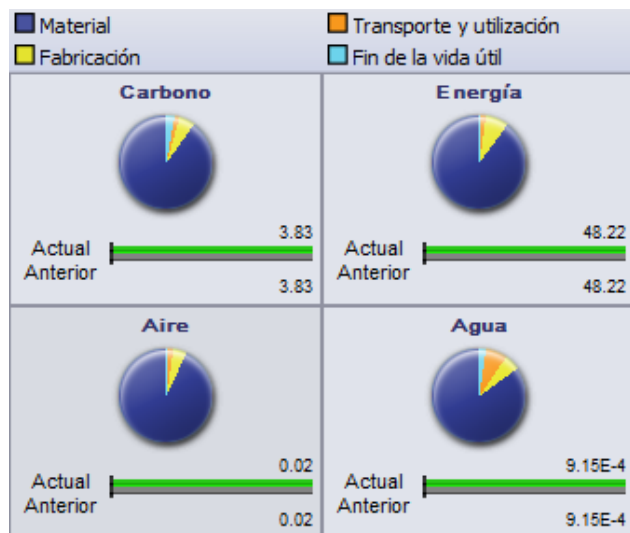 Material
Transporte y utilización
Fabricación
Fin de la vida útil
Carbono
3.83
Actual
Anterior
3.83
Energía
48.22
Actual
Anterior
48.22
Aire
0.02
Actual
Anterior
0.02
Agua
9.15E-4
Actual
Anterior
9.15E-4